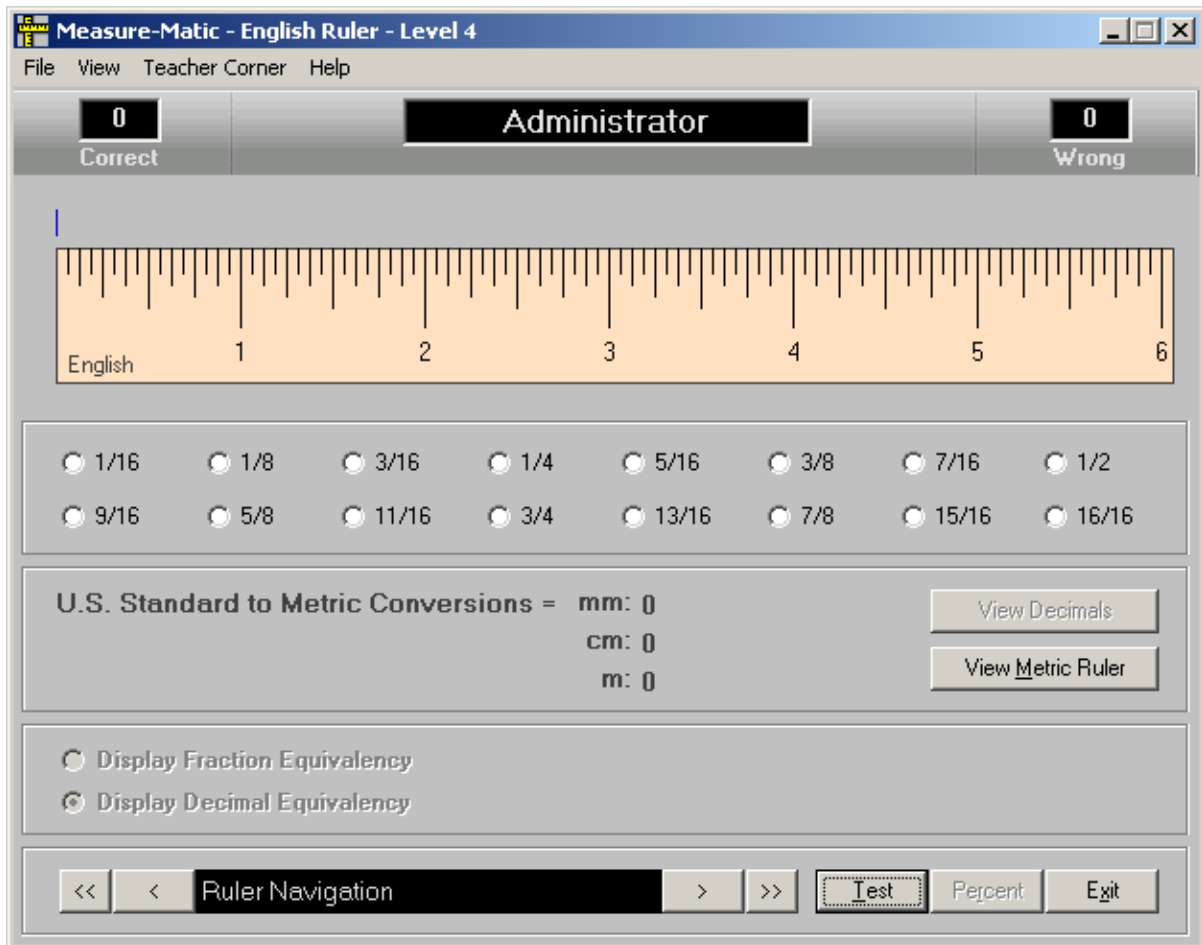 Measure-Matic - English Ruler - Level 4
File View Teacher Corner Help
0 Administrator 0
Correct Wrong
1 2 3 4 5 6
English
1/16 1/8 3/16 1/4 5/16 3/8 7/16 1/2
9/16 5/8 11/16 3/4 13/16 7/8 15/16 16/16
U.S. Standard to Metric Conversions = mm: 0
cm: 0
m: 0
View Decimals
View Metric Ruler
Display Fraction Equivalency
Display Decimal Equivalency
<< < Ruler Navigation > >> Test Percent Exit